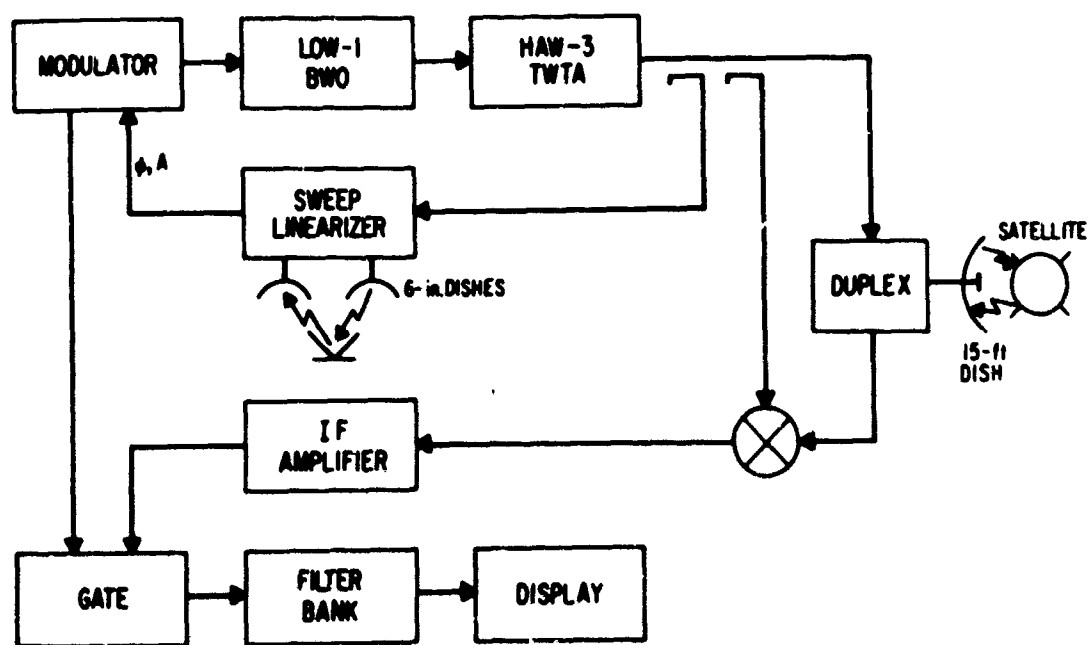 MODULATOR
LOW-1
BWO
HAW-3
TWTA
φ, A
SWEEP
LINEARIZER
6-in. DISHES
SATELLITE
DUPLEX
15-ft
DISH
IF
AMPLIFIER
GATE
FILTER
BANK
DISPLAY